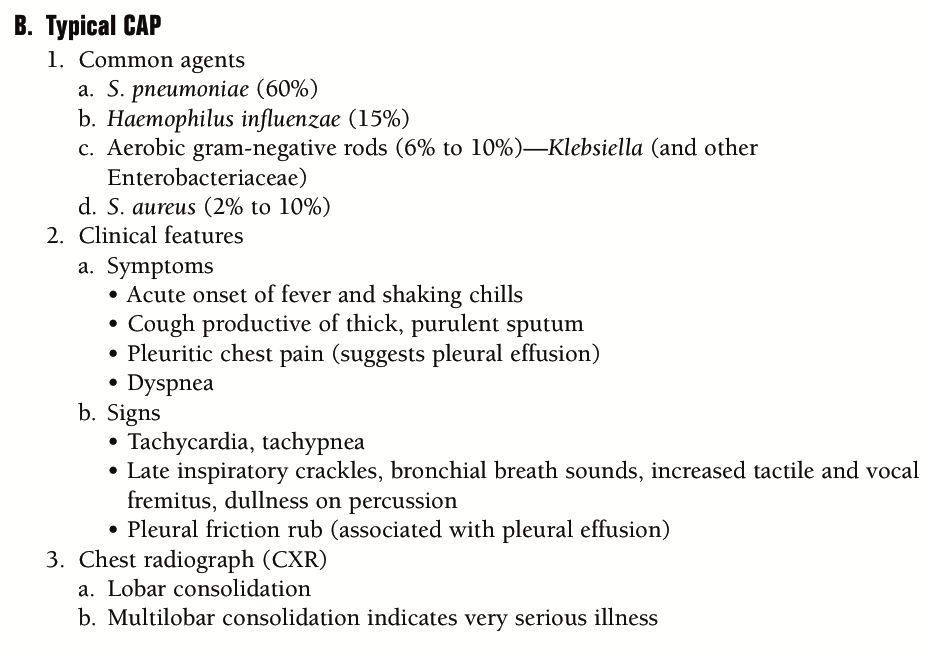 B. Typical CAP
1. Common agents
a. S. pneumoniae (60%)
b. Haemophilus influenzae (15%)
c. Aerobic gram-negative rods (6% to 10%)—Klebsiella (and other
Enterobacteriaceae)
d. S. aureus (2% to 10%)
2. Clinical features
a. Symptoms
• Acute onset of fever and shaking chills
• Cough productive of thick, purulent sputum
• Pleuritic chest pain (suggests pleural effusion)
• Dyspnea
b. Signs
• Tachycardia, tachypnea
• Late inspiratory crackles, bronchial breath sounds, increased tactile and vocal
fremitus, dullness on percussion
• Pleural friction rub (associated with pleural effusion)
3. Chest radiograph (CXR)
a. Lobar consolidation
b. Multilobar consolidation indicates very serious illness